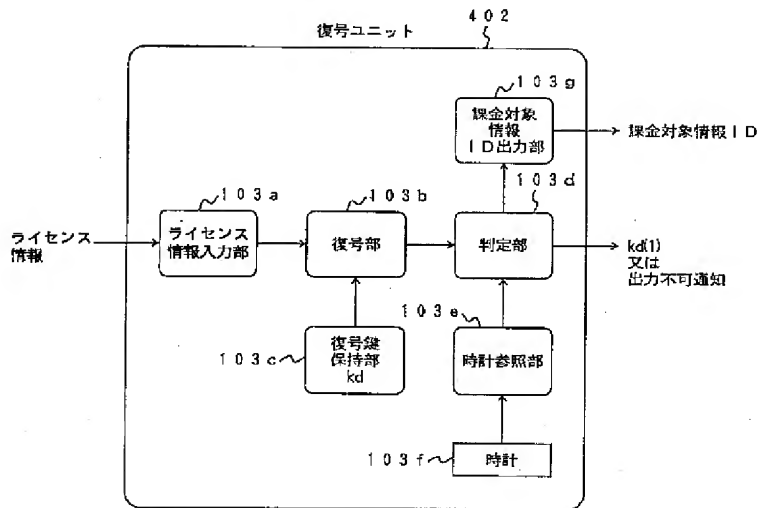 復号ユニット
402
103g
課金対象
情報
ID出力部
課金対象情報ID
103a
103b
103d
ライセンス
情報
ライセンス
情報入力部
復号部
判定部
kd(1)
又は
出力不可通知
103c
復号鍵
保持部
kd
103e
時計参照部
103f
時計